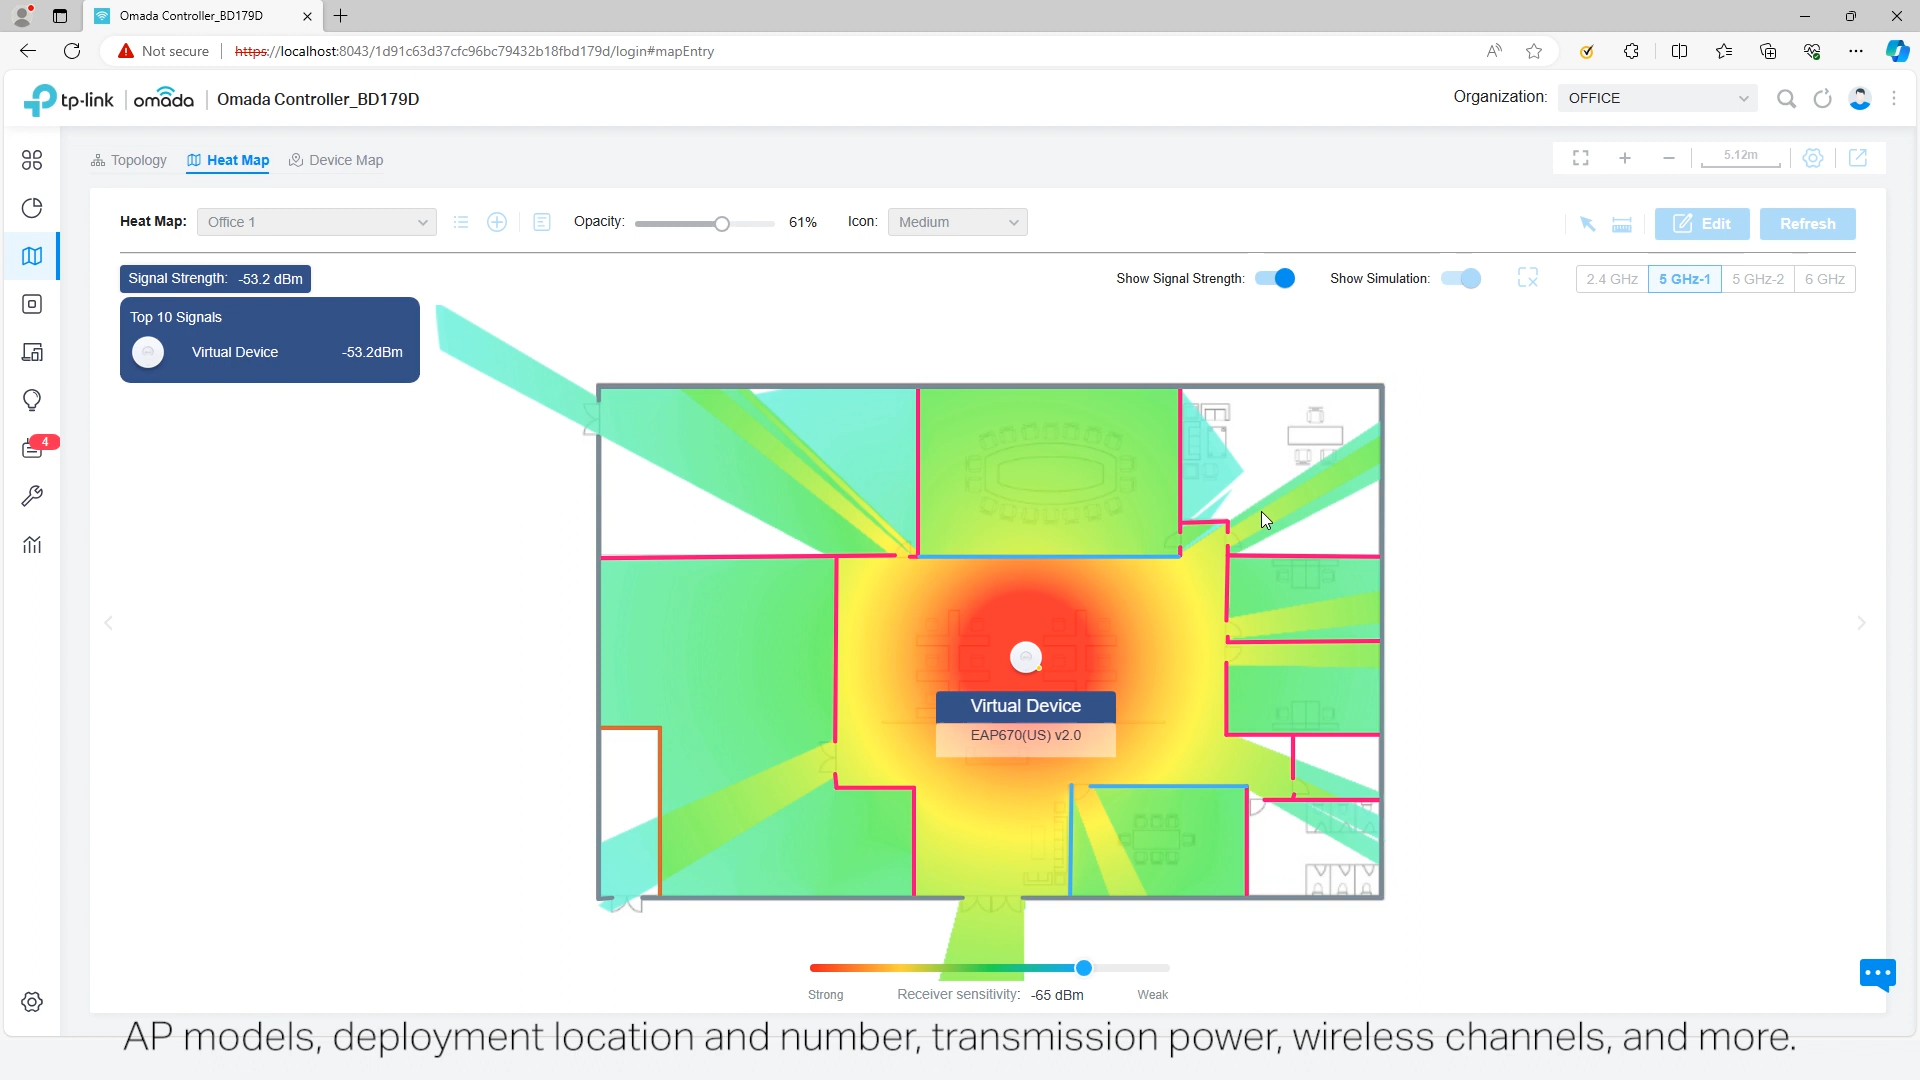 Omada Controller_BD179D
Not secure
https://localhost:8043/1d91c63d37cfc96bc79432b18fbd179d/login#mapEntry
tp-link
omada
Omada Controller_BD179D
Organization:
OFFICE
Topology
Heat Map
Device Map
5.12m
Heat Map:
Office 1
Opacity:
61%
Icon:
Medium
Edit
Refresh
Signal Strength: -53.2 dBm
Show Signal Strength:
Show Simulation:
2.4 GHz
5 GHz-1
5 GHz-2
6 GHz
Top 10 Signals
Virtual Device
-53.2dBm
4
Virtual Device
EAP670(US) v2.0
Strong
Receiver sensitivity: -65 dBm
Weak
AP models, deployment location and number, transmission power, wireless channels, and more.